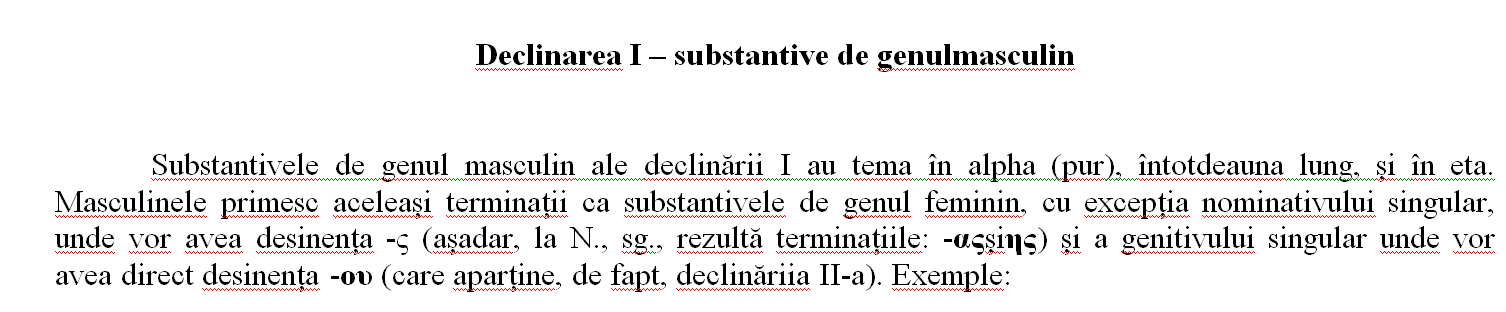 Declinarea I – substantive de genulmasculin
Substantivele de genul masculin ale declinării I au tema în alpha (pur), întotdeauna lung, și în eta.
Masculinele primesc aceleași terminații ca substantivele de genul feminin, cu excepția nominativului singular,
unde vor avea desinența -ς (așadar, la N., sg., rezultă terminațiile: -αςșiης) și a genitivului singular unde vor
avea direct desinența -ου (care aparține, de fapt, declinăriia II-a). Exemple: